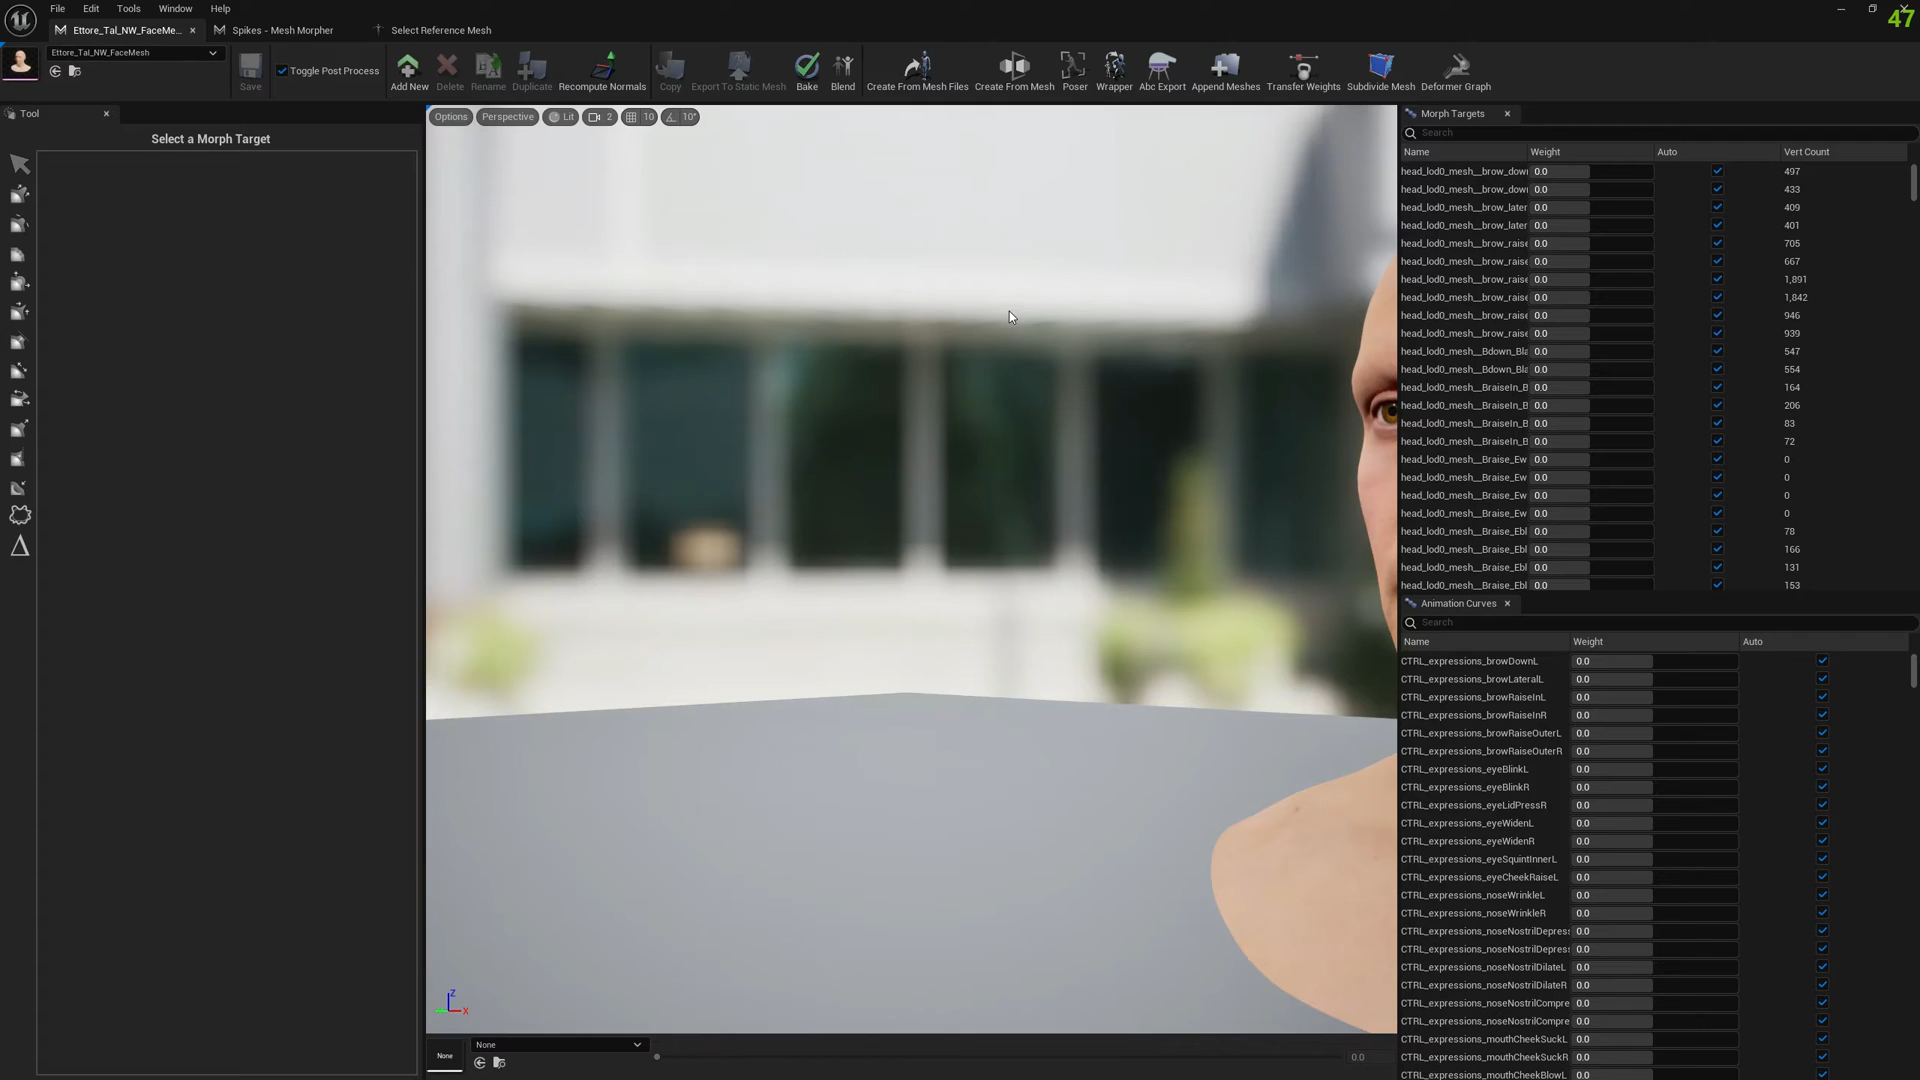 File Edit Tools Window Help
47
Ettore_Tal_NW_FaceMe... Spikes - Mesh Morpher Select Reference Mesh
Ettore_Tal_NW_FaceMesh
Save Toggle Post Process Add New Delete Rename Duplicate Recompute Normals Copy Export To Static Mesh Bake Blend Create From Mesh Files Create From Mesh Poser Wrapper Abc Export Append Meshes Transfer Weights Subdivide Mesh Deformer Graph
Tool
Select a Morph Target
Options Perspective Lit 2 10 10°
Morph Targets
Search
Name Weight Auto Vert Count
head_lod0_mesh__brow_down 0.0 497
head_lod0_mesh__brow_down 0.0 433
head_lod0_mesh__brow_later 0.0 409
head_lod0_mesh__brow_later 0.0 401
head_lod0_mesh__brow_raise 0.0 705
head_lod0_mesh__brow_raise 0.0 667
head_lod0_mesh__brow_raise 0.0 1,891
head_lod0_mesh__brow_raise 0.0 1,842
head_lod0_mesh__brow_raise 0.0 946
head_lod0_mesh__brow_raise 0.0 939
head_lod0_mesh__Bdown_Bla 0.0 547
head_lod0_mesh__Bdown_Bla 0.0 554
head_lod0_mesh__BraiseIn_B 0.0 164
head_lod0_mesh__BraiseIn_B 0.0 206
head_lod0_mesh__BraiseIn_B 0.0 83
head_lod0_mesh__BraiseIn_B 0.0 72
head_lod0_mesh__Braise_Ew 0.0 0
head_lod0_mesh__Braise_Ew 0.0 0
head_lod0_mesh__Braise_Ew 0.0 0
head_lod0_mesh__Braise_Ew 0.0 0
head_lod0_mesh__Braise_Ebl 0.0 78
head_lod0_mesh__Braise_Ebl 0.0 166
head_lod0_mesh__Braise_Ebl 0.0 131
head_lod0_mesh__Braise_Ebl 0.0 153
Animation Curves
Search
Name Weight Auto
CTRL_expressions_browDownL 0.0
CTRL_expressions_browLateralL 0.0
CTRL_expressions_browRaiseInL 0.0
CTRL_expressions_browRaiseInR 0.0
CTRL_expressions_browRaiseOuterL 0.0
CTRL_expressions_browRaiseOuterR 0.0
CTRL_expressions_eyeBlinkL 0.0
CTRL_expressions_eyeBlinkR 0.0
CTRL_expressions_eyeLidPressR 0.0
CTRL_expressions_eyeWidenL 0.0
CTRL_expressions_eyeWidenR 0.0
CTRL_expressions_eyeSquintInnerL 0.0
CTRL_expressions_eyeCheekRaiseL 0.0
CTRL_expressions_noseWrinkleL 0.0
CTRL_expressions_noseWrinkleR 0.0
CTRL_expressions_noseNostrilDepress 0.0
CTRL_expressions_noseNostrilDepress 0.0
CTRL_expressions_noseNostrilDilateL 0.0
CTRL_expressions_noseNostrilDilateR 0.0
CTRL_expressions_noseNostrilCompre 0.0
CTRL_expressions_noseNostrilCompre 0.0
CTRL_expressions_mouthCheekSuckL 0.0
CTRL_expressions_mouthCheekSuckR 0.0
CTRL_expressions_mouthCheekBlowL 0.0
Z
X
None
None
0.0